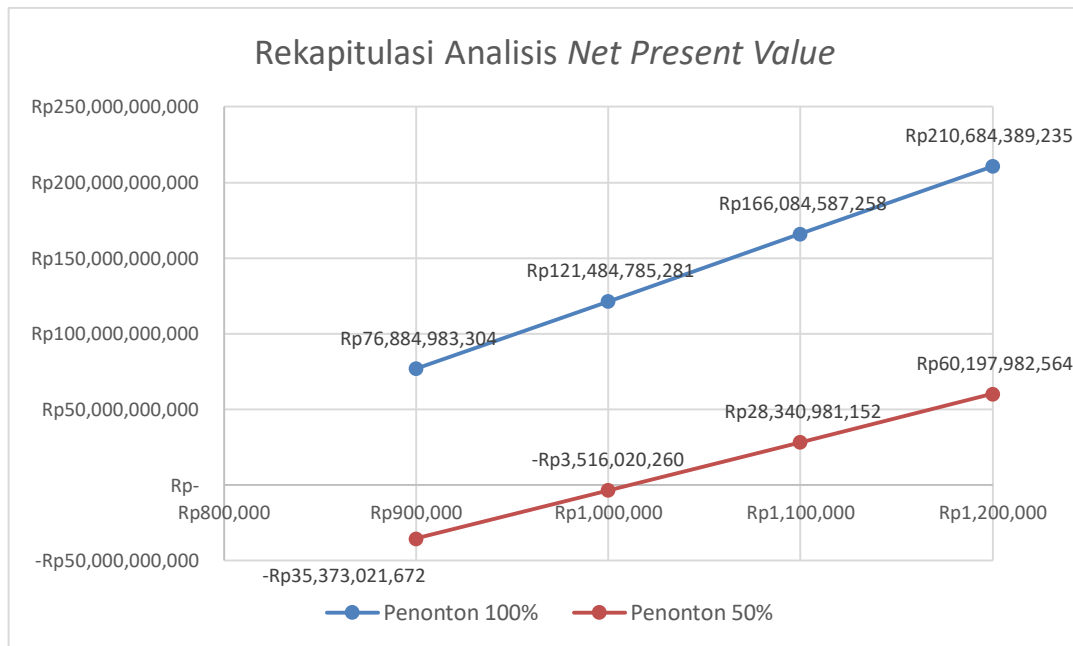 Rekapitulasi Analisis Net Present Value
Rp250,000,000,000
Rp210,684,389,235
Rp200,000,000,000
Rp166,084,587,258
Rp150,000,000,000
Rp121,484,785,281
Rp100,000,000,000
Rp76,884,983,304
Rp60,197,982,564
Rp50,000,000,000
Rp28,340,981,152
-Rp3,516,020,260
Rp-
Rp800,000 Rp900,000 Rp1,000,000 Rp1,100,000 Rp1,200,000
-Rp50,000,000,000
-Rp35,373,021,672
Penonton 100% Penonton 50%